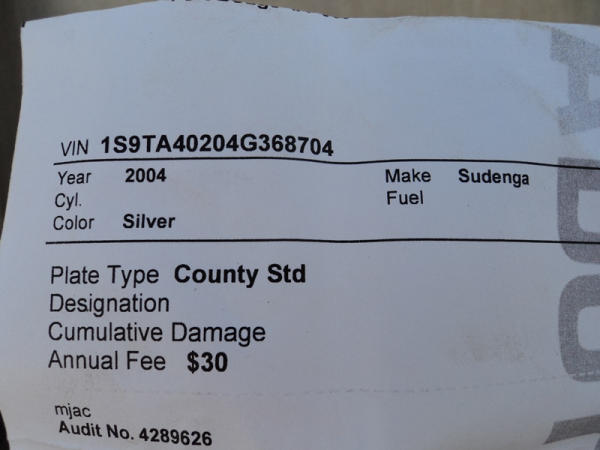 VIN 1S9TA40204G368704
Year 2004 Make Sudenga
Cyl. Fuel
Color Silver
Plate Type County Std
Designation
Cumulative Damage
Annual Fee $30
mjac
Audit No. 4289626